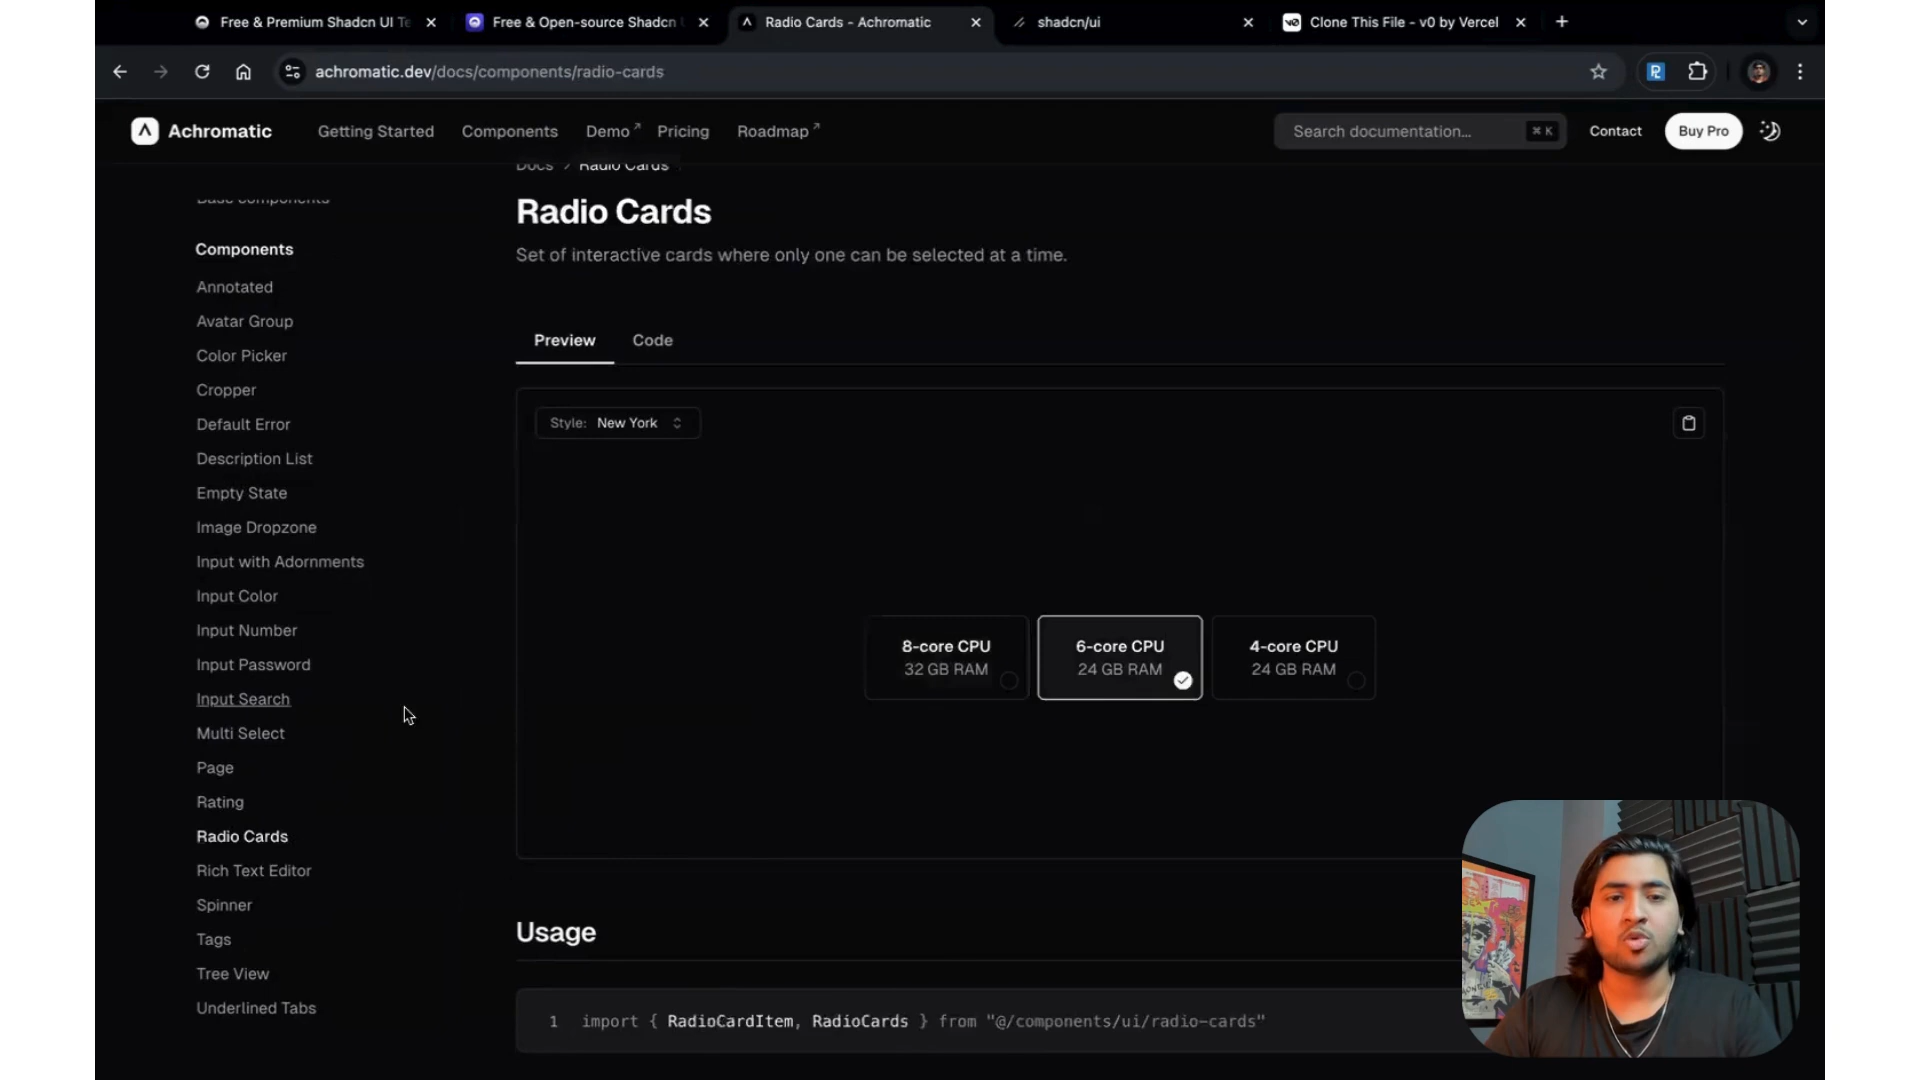 Free & Premium Shadcn UI Te
Free & Open-source Shadcn
Radio Cards - Achromatic
shadcn/ui
Clone This File - v0 by Vercel
achromatic.dev/docs/components/radio-cards
Achromatic
Getting Started
Components
Demo
Pricing
Roadmap
Search documentation...
⌘ K
Contact
Buy Pro
Docs
Radio Cards
Base components
Components
Annotated
Avatar Group
Color Picker
Cropper
Default Error
Description List
Empty State
Image Dropzone
Input with Adornments
Input Color
Input Number
Input Password
Input Search
Multi Select
Page
Rating
Radio Cards
Rich Text Editor
Spinner
Tags
Tree View
Underlined Tabs
Radio Cards
Set of interactive cards where only one can be selected at a time.
Preview
Code
Style: New York
8-core CPU
32 GB RAM
6-core CPU
24 GB RAM
4-core CPU
24 GB RAM
Usage
1 import { RadioCardItem, RadioCards } from "@/components/ui/radio-cards"